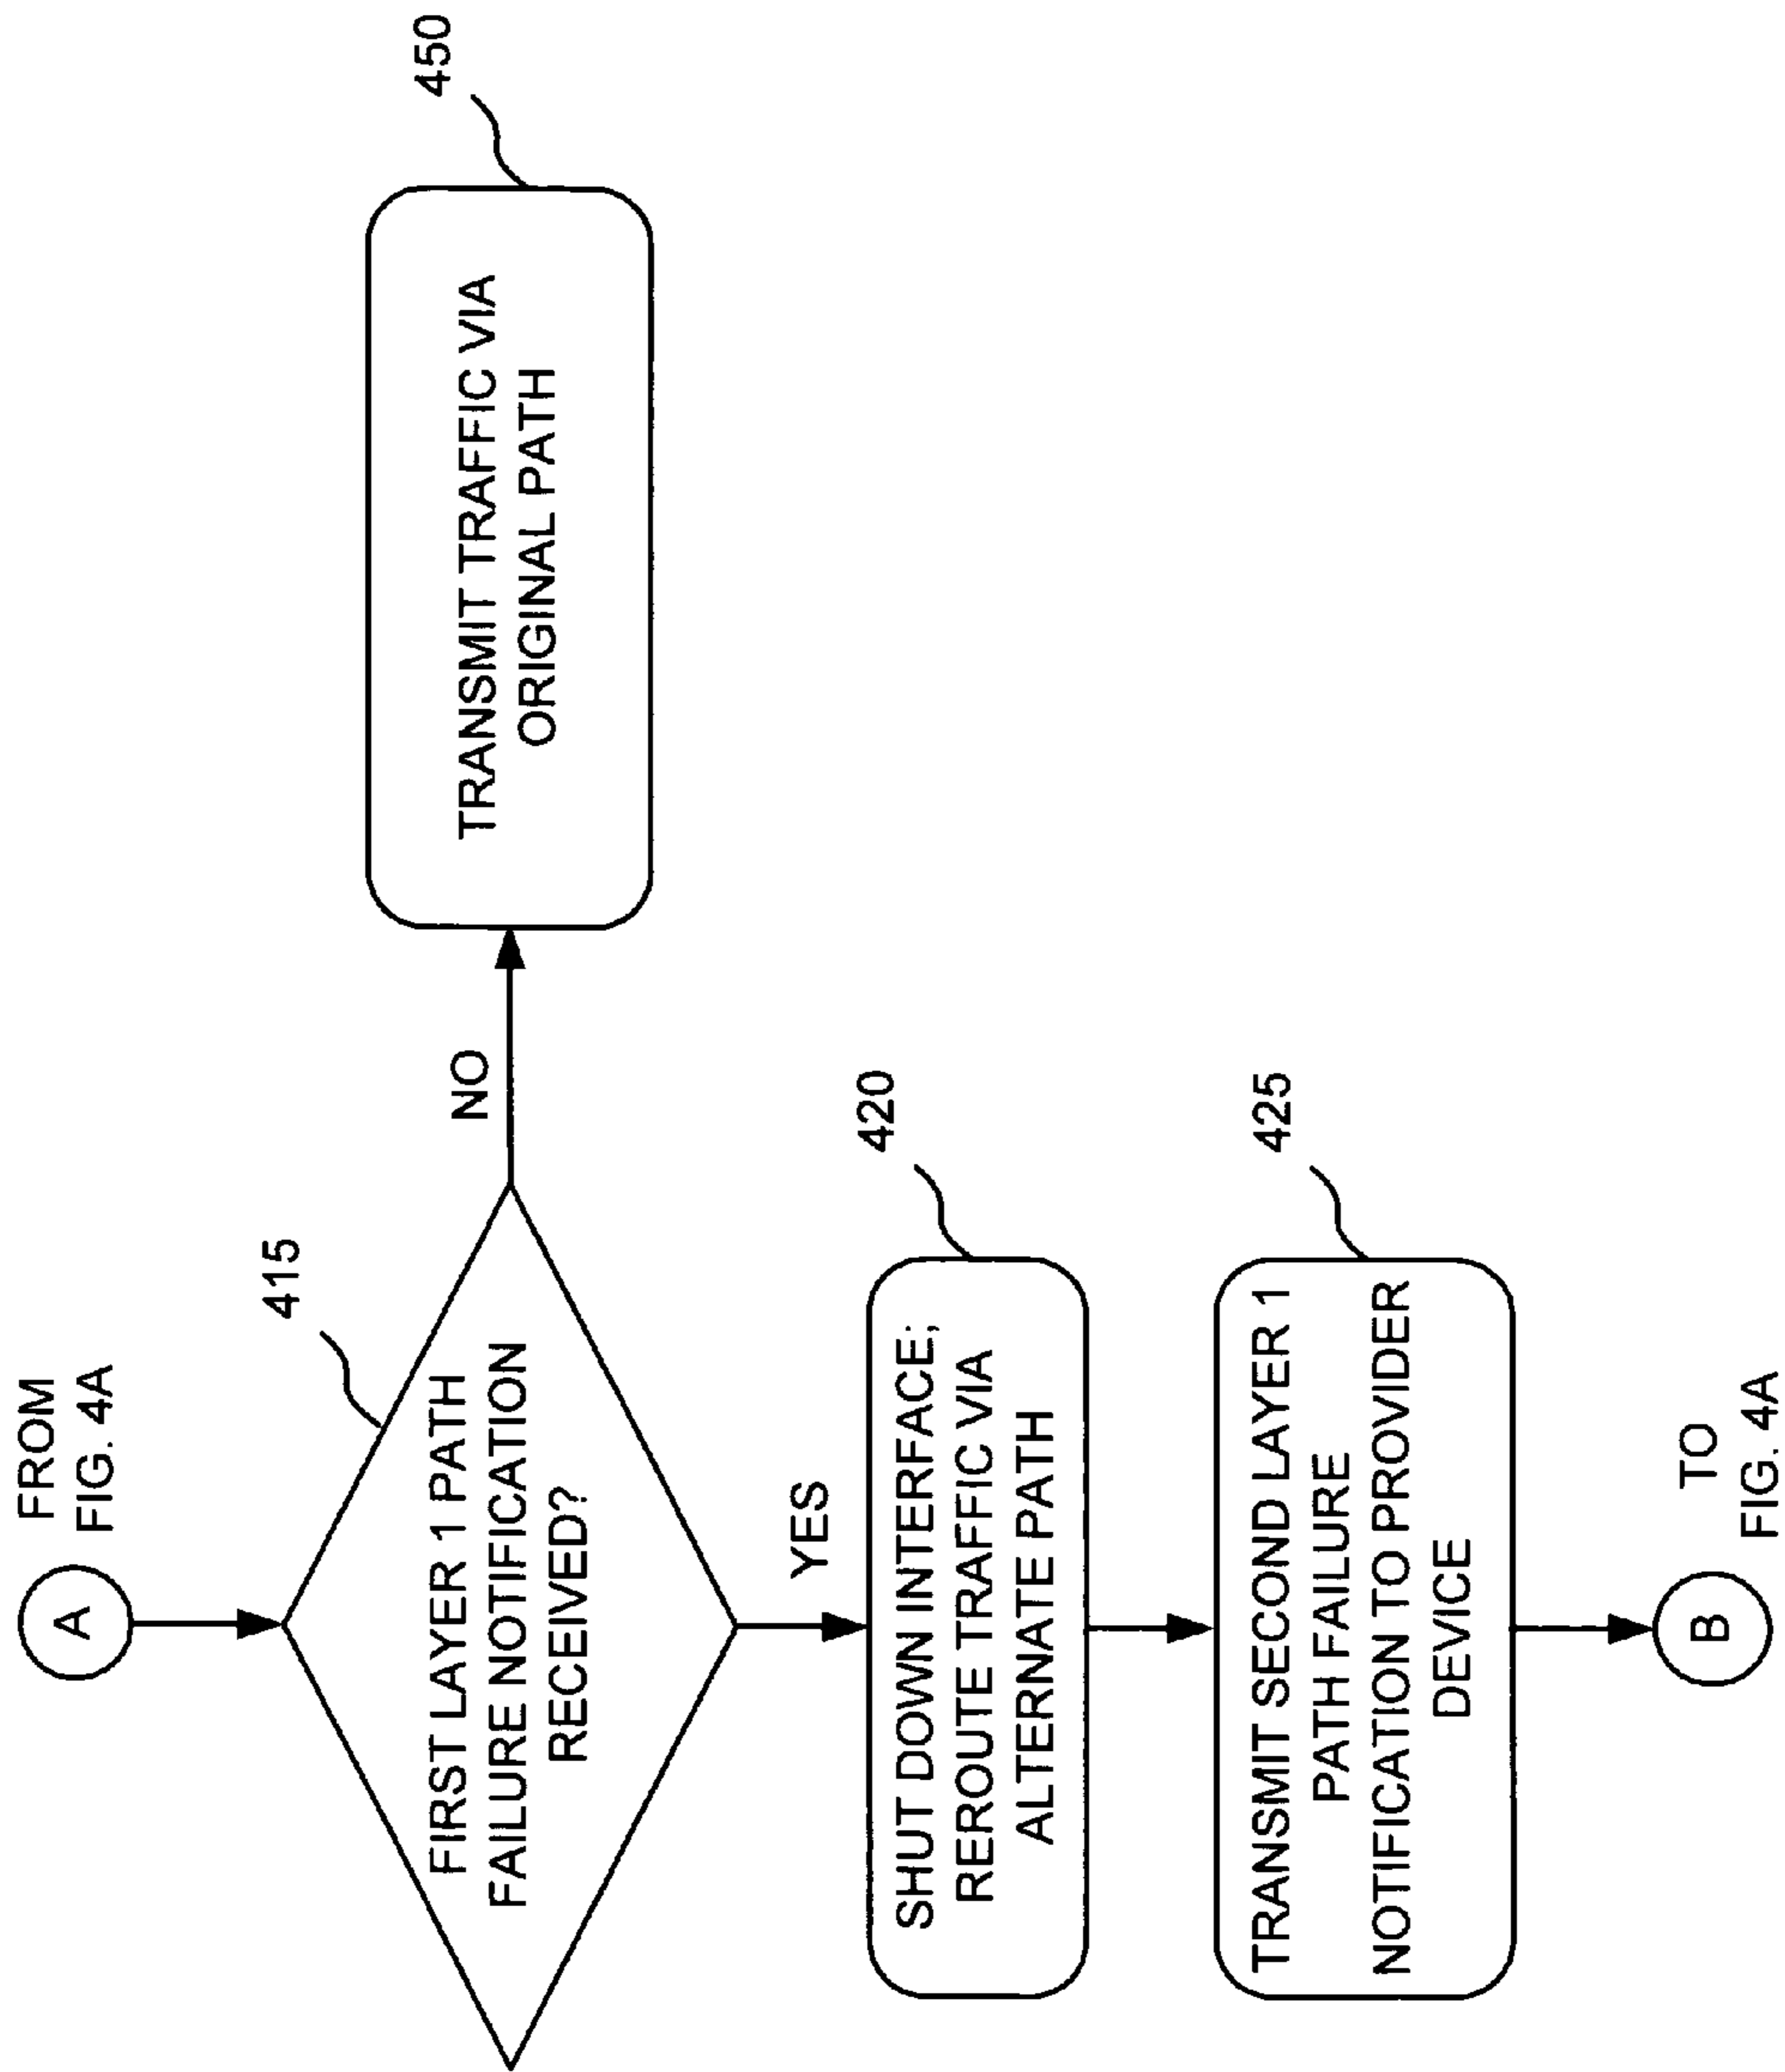 FROM
FIG. 4A
A
415
FIRST LAYER 1 PATH
FAILURE NOTIFICATION
RECEIVED?
NO
450
TRANSMIT TRAFFIC VIA
ORIGINAL PATH
YES
420
SHUT DOWN INTERFACE;
REROUTE TRAFFIC VIA
ALTERNATE PATH
425
TRANSMIT SECOND LAYER 1
PATH FAILURE
NOTIFICATION TO PROVIDER
DEVICE
B
TO
FIG. 4A